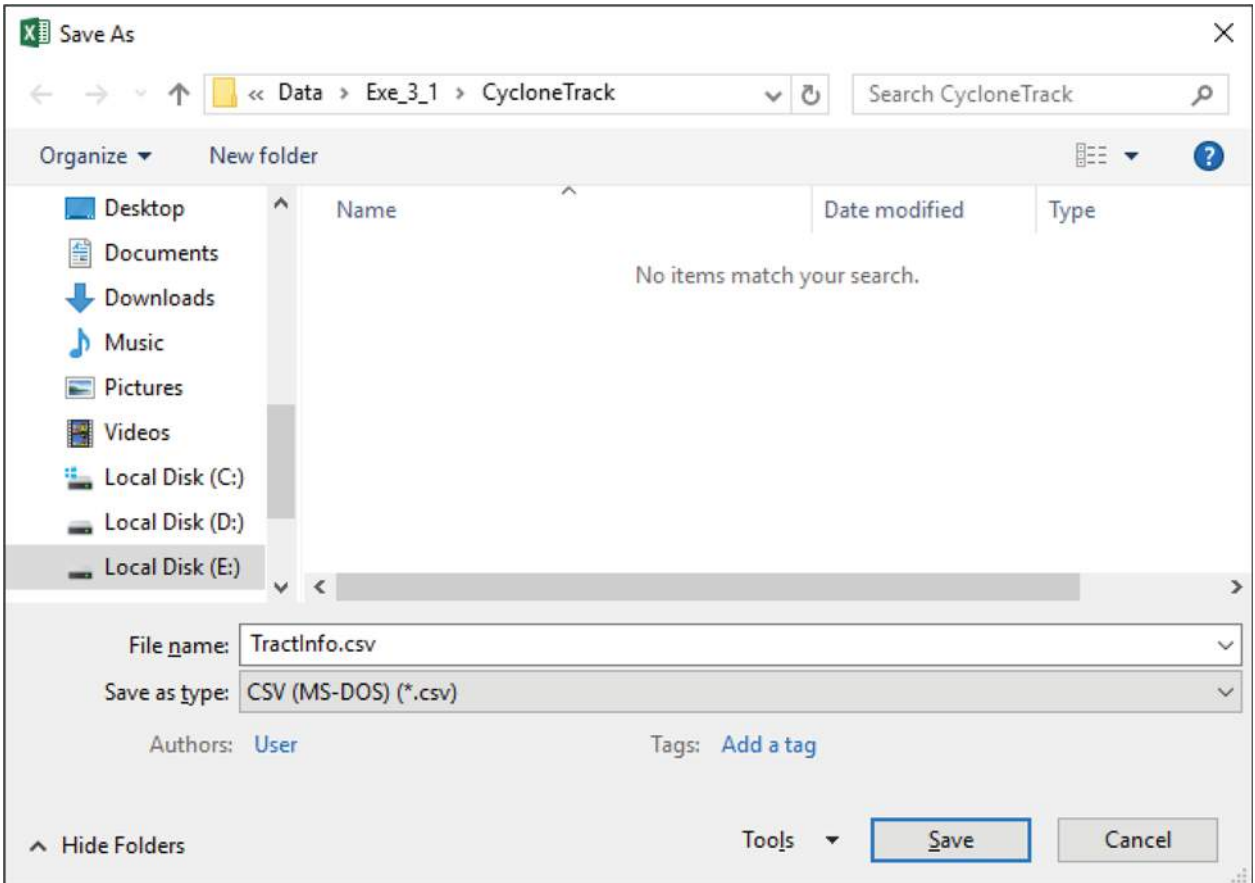 Save As
« Data › Exe_3_1 › CycloneTrack
Search CycloneTrack
Organize
New folder
?
Desktop
Documents
Downloads
Music
Pictures
Videos
Local Disk (C:)
Local Disk (D:)
Local Disk (E:)
Name
Date modified
Type
No items match your search.
File name: TractInfo.csv
Save as type: CSV (MS-DOS) (*.csv)
Authors: User
Tags: Add a tag
Hide Folders
Tools
Save
Cancel